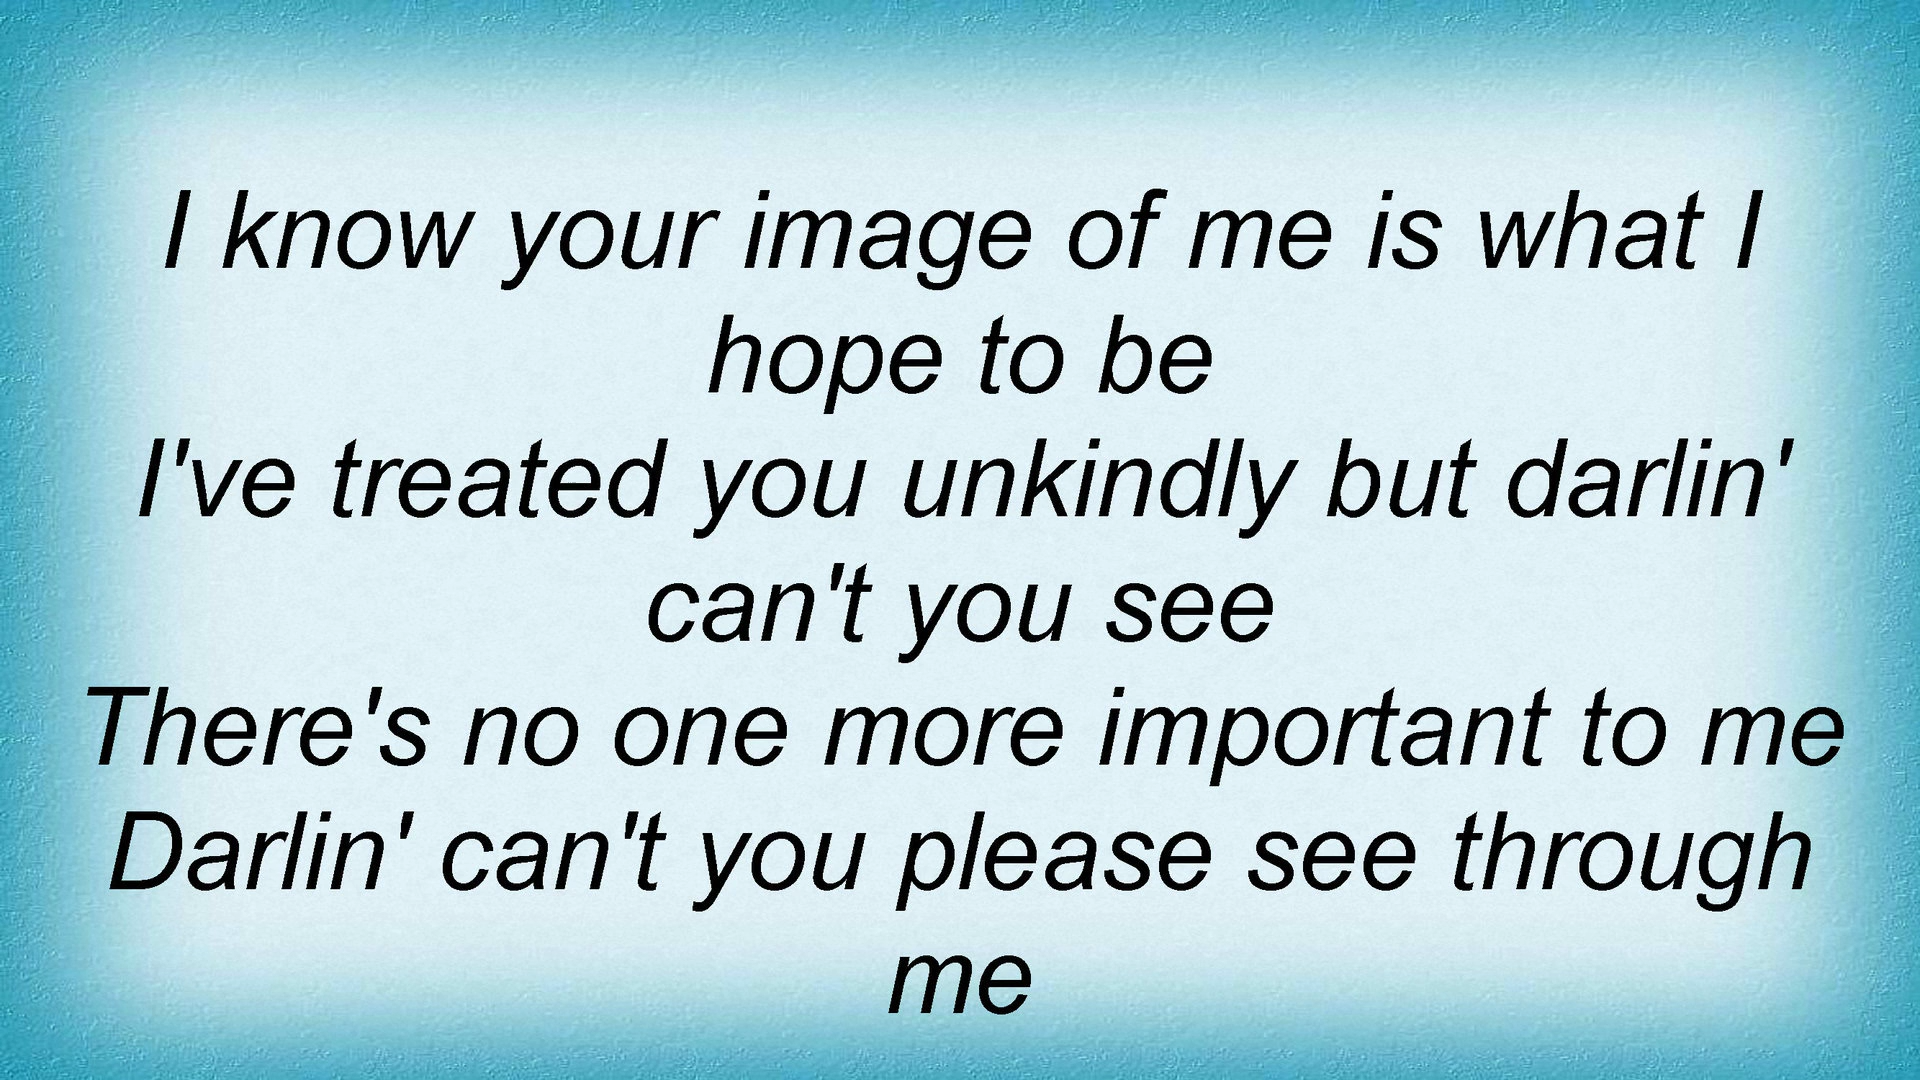 I know your image of me is what I
hope to be
I've treated you unkindly but darlin'
can't you see
There's no one more important to me
Darlin' can't you please see through
me